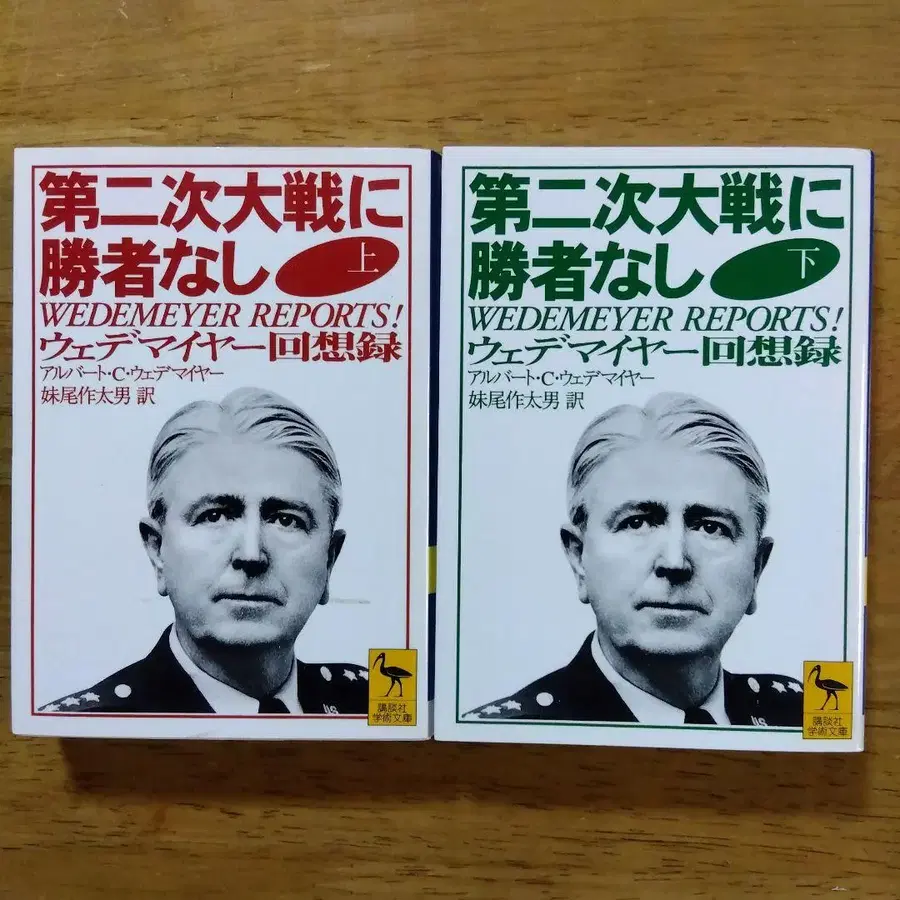 第二次大戦に
勝者なし 上
WEDEMEYER REPORTS!
ウェデマイヤー回想録
アルバート・C・ウェデマイヤー
妹尾作太男 訳
講談社
学術文庫
第二次大戦に
勝者なし 下
WEDEMEYER REPORTS!
ウェデマイヤー回想録
アルバート・C・ウェデマイヤー
妹尾作太男 訳
講談社
学術文庫